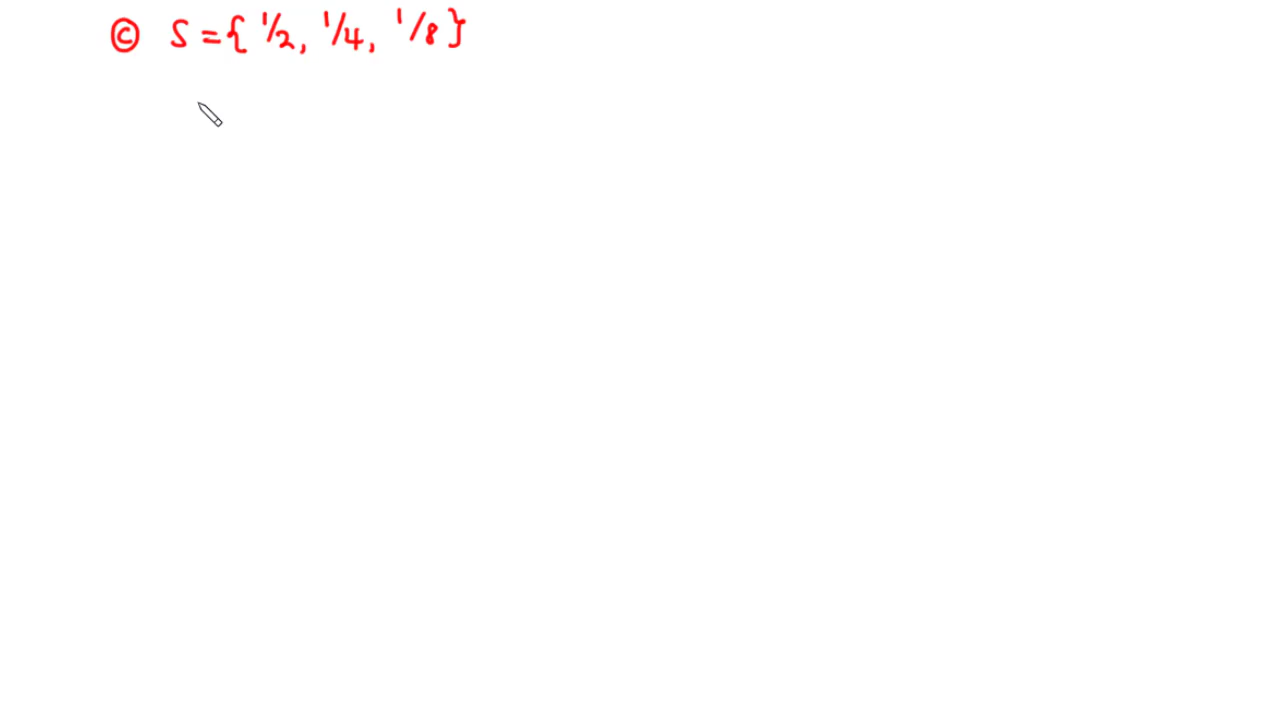 © S = { 1/2, 1/4, 1/8 }